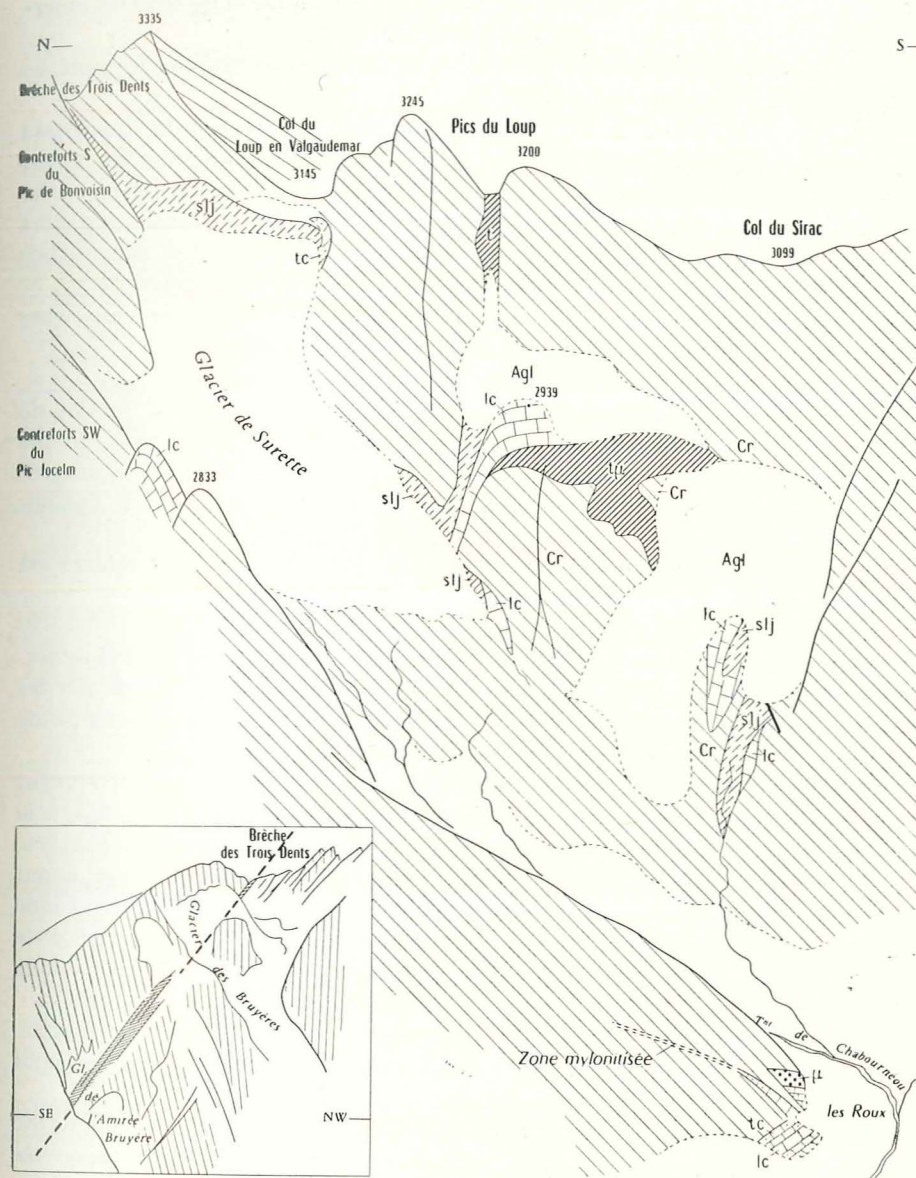 3335
N
S
Brèche des Trois Dents
3245
Pics du Loup
Col du
Loup en Valgaudemar
3145
3200
Contreforts S
du
Pic de Bonvoisin
slj
t
Col du Sirac
3099
tc
Glacier de Surette
Agl
lc
2939
Contreforts SW
du
Pic Jocelm
lc
2833
Cr
tµ
Cr
slj
Cr
Agl
slj
lc
lc
slj
slj
Cr
lc
Brèche
des Trois Dents
Glacier
des
Bruyères
Gl.
de
l'Amirée
Bruyère
SE
NW
Tnt de Chabourneou
Zone mylonitisée
µ
les Roux
tc
lc